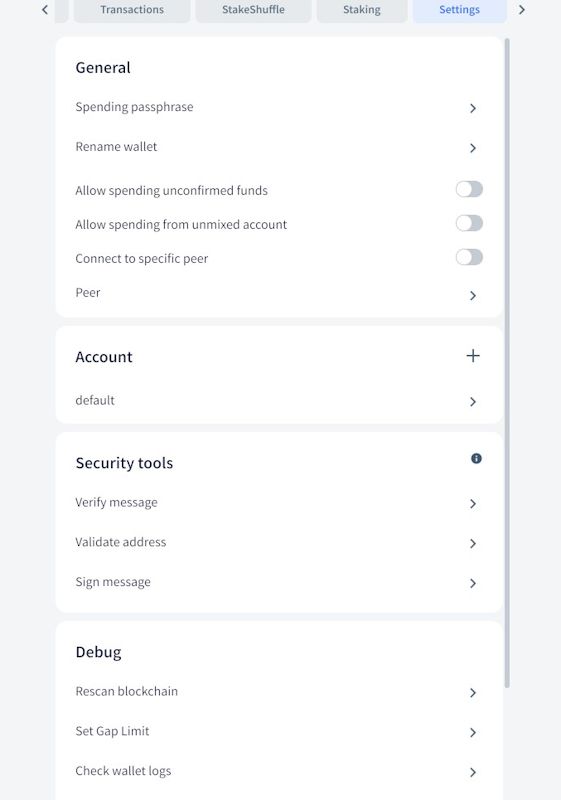 Transactions StakeShuffle Staking Settings
General
Spending passphrase
Rename wallet
Allow spending unconfirmed funds
Allow spending from unmixed account
Connect to specific peer
Peer
Account
default
Security tools
Verify message
Validate address
Sign message
Debug
Rescan blockchain
Set Gap Limit
Check wallet logs